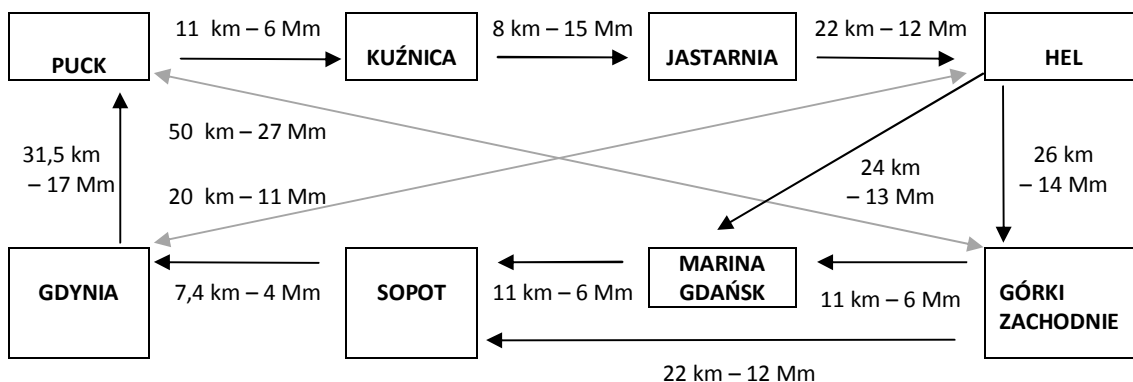 11 km – 6 Mm
8 km – 15 Mm
22 km – 12 Mm
PUCK
KUŹNICA
JASTARNIA
HEL
50 km – 27 Mm
31,5 km
– 17 Mm
20 km – 11 Mm
24 km
– 13 Mm
26 km
– 14 Mm
GDYNIA
7,4 km – 4 Mm
SOPOT
11 km – 6 Mm
MARINA
GDAŃSK
11 km – 6 Mm
GÓRKI
ZACHODNIE
22 km – 12 Mm